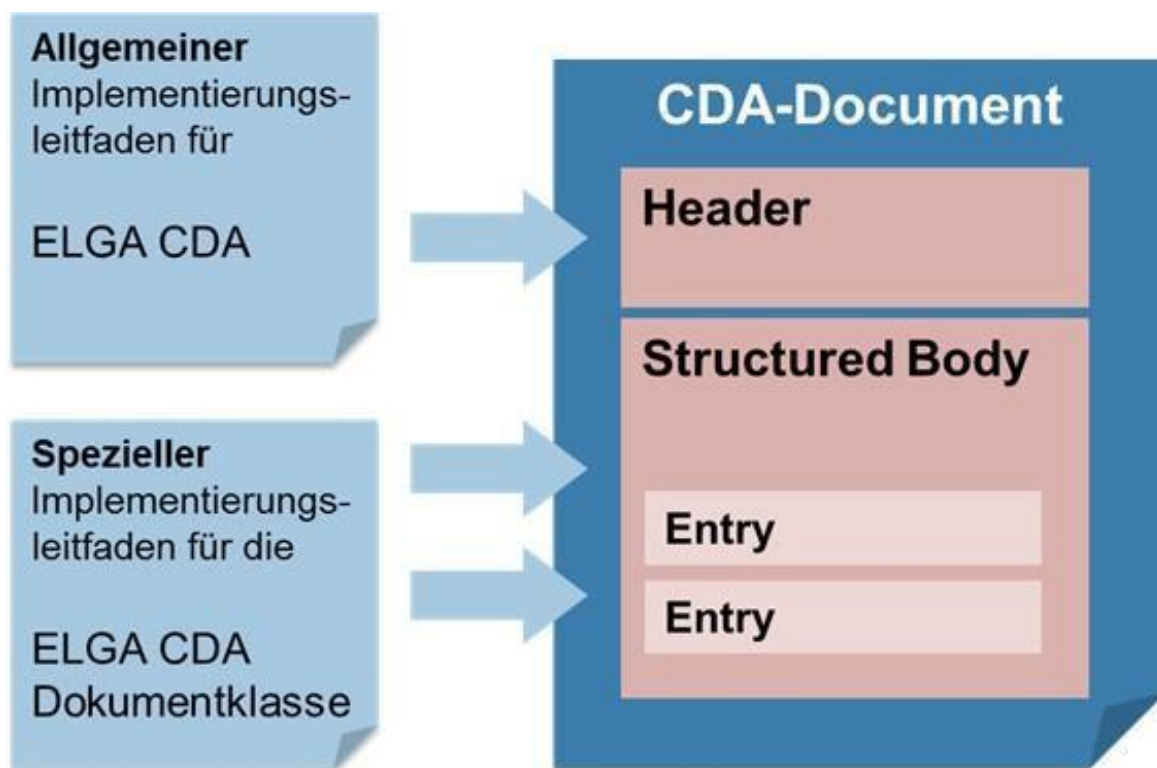 Allgemeiner
Implementierungs-
leitfaden für
ELGA CDA
Spezieller
Implementierungs-
leitfaden für die
ELGA CDA
Dokumentklasse
CDA-Document
Header
Structured Body
Entry
Entry